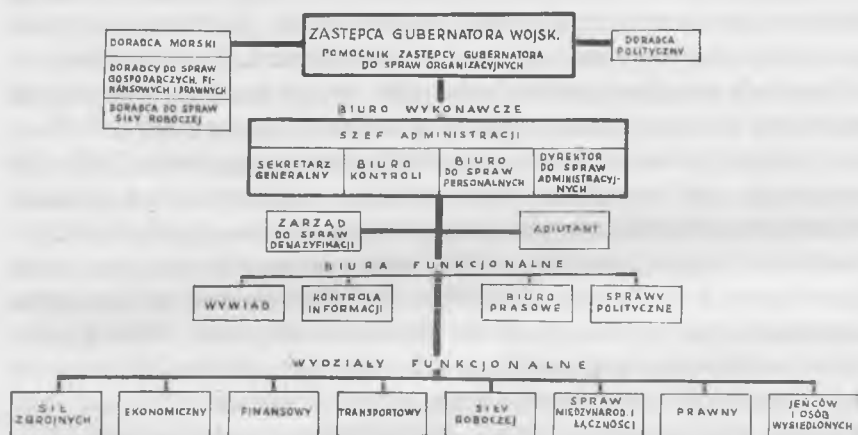 ZASTĘPCA GUBERNATORA WOJSK.
POMOCNIK ZASTĘPCY GUBERNATORA
DO SPRAW ORGANIZACYJNYCH
DORADCA MORSKI
DORADCY DO SPRAW
GOSPODARCZYCH, FI-
NANSOWYCH I PRAWNYCH
DORADCA DO SPRAW
SIŁY ROBOCZEJ
DORADCA
POLITYCZNY
BIURO WYKONAWCZE
SZEF ADMINISTRACJI
SEKRETARZ
GENERALNY
BIURO
KONTROLI
BIURO
DO SPRAW
PERSONALNYCH
DYREKTOR
DO SPRAW
ADMINISTRACYJ-
NYCH
ZARZĄD
DO SPRAW
DENAZYFIKACJI
ADIUTANT
BIURA FUNKCJONALNE
WYWIAD
KONTROLA
INFORMACJI
BIURO
PRASOWE
SPRAWY
POLITYCZNE
WYDZIAŁY FUNKCJONALNE
SIŁ
ZBROJNYCH
EKONOMICZNY
FINANSOWY
TRANSPORTOWY
SIŁY
ROBOCZEJ
SPRAW
MIĘDZYNAROD. I
ŁĄCZNOŚCI
PRAWNY
JEŃCÓW
I OSÓB
WYSIEDLONYCH